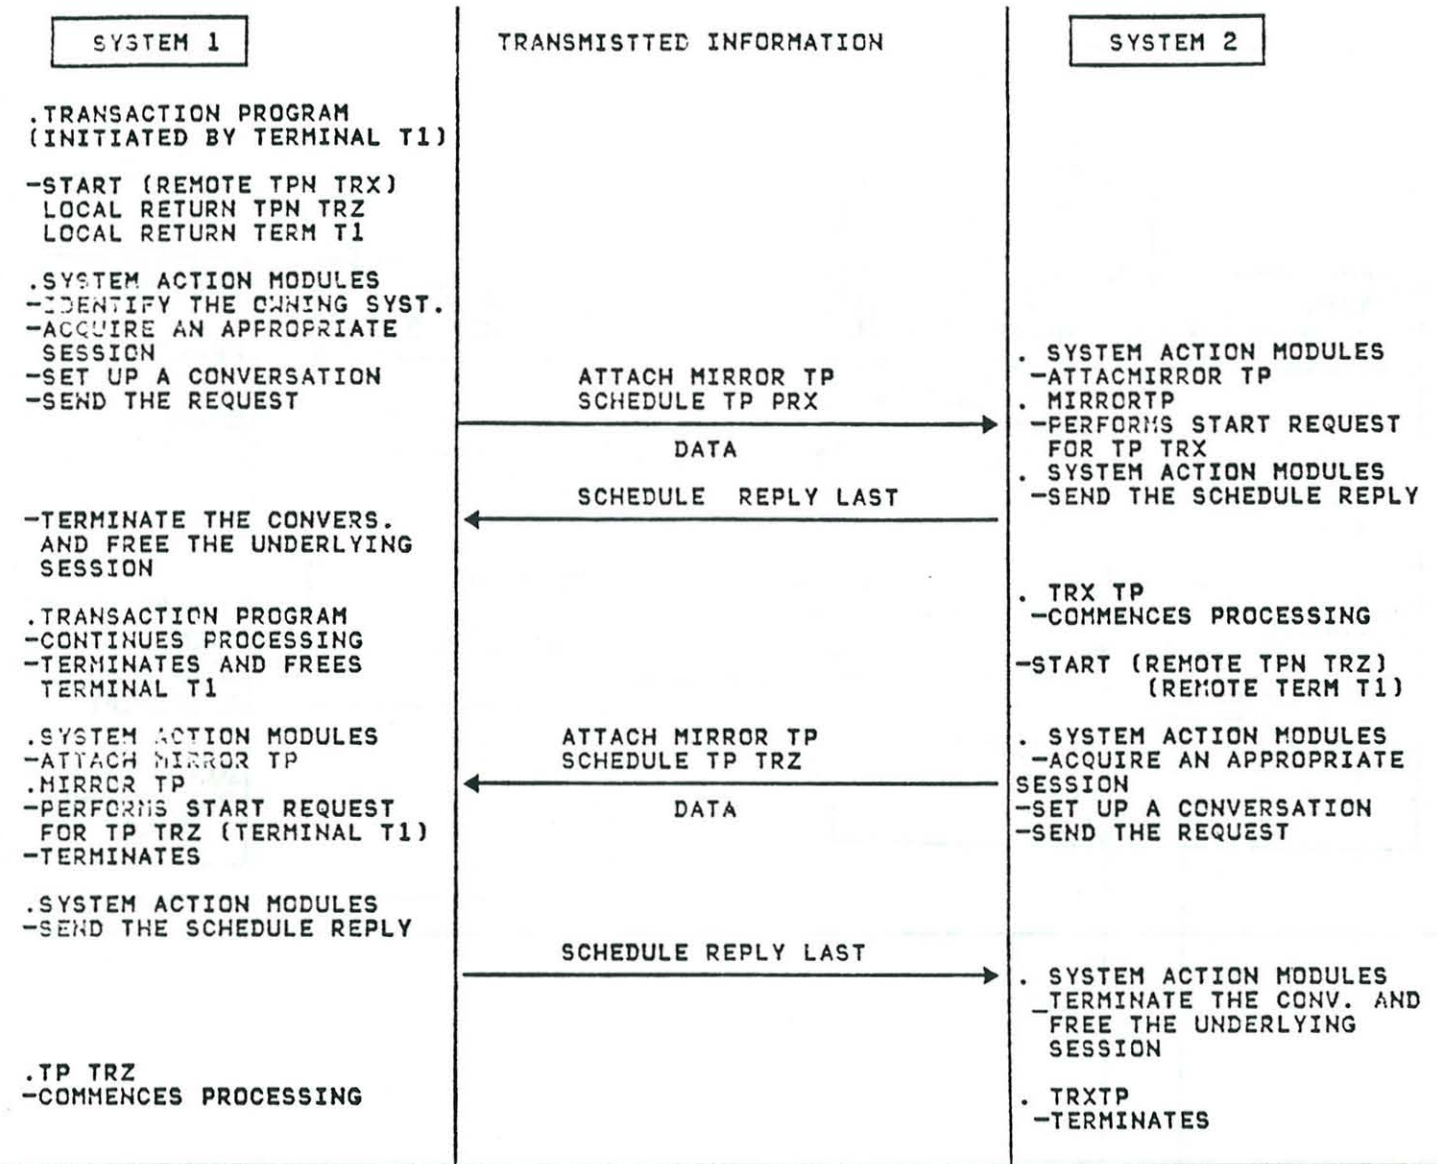 SYSTEM 1
.TRANSACTION PROGRAM
(INITIATED BY TERMINAL T1)
-START (REMOTE TPN TRX)
LOCAL RETURN TPN TRZ
LOCAL RETURN TERM T1
.SYSTEM ACTION MODULES
-IDENTIFY THE OWNING SYST.
-ACQUIRE AN APPROPRIATE
SESSION
-SET UP A CONVERSATION
-SEND THE REQUEST
-TERMINATE THE CONVERS.
AND FREE THE UNDERLYING
SESSION
.TRANSACTION PROGRAM
-CONTINUES PROCESSING
-TERMINATES AND FREES
TERMINAL T1
.SYSTEM ACTION MODULES
-ATTACH MIRROR TP
.MIRROR TP
-PERFORMS START REQUEST
FOR TP TRZ (TERMINAL T1)
-TERMINATES
.SYSTEM ACTION MODULES
-SEND THE SCHEDULE REPLY
.TP TRZ
-COMMENCES PROCESSING
TRANSMISTTED INFORMATION
ATTACH MIRROR TP
SCHEDULE TP PRX
DATA
SCHEDULE REPLY LAST
ATTACH MIRROR TP
SCHEDULE TP TRZ
DATA
SCHEDULE REPLY LAST
SYSTEM 2
. SYSTEM ACTION MODULES
-ATTACMIRROR TP
. MIRRORTP
-PERFORMS START REQUEST
FOR TP TRX
. SYSTEM ACTION MODULES
-SEND THE SCHEDULE REPLY
. TRX TP
-COMMENCES PROCESSING
-START (REMOTE TPN TRZ)
(REMOTE TERM T1)
. SYSTEM ACTION MODULES
-ACQUIRE AN APPROPRIATE
SESSION
-SET UP A CONVERSATION
-SEND THE REQUEST
. SYSTEM ACTION MODULES
_TERMINATE THE CONV. AND
FREE THE UNDERLYING
SESSION
. TRXTP
-TERMINATES